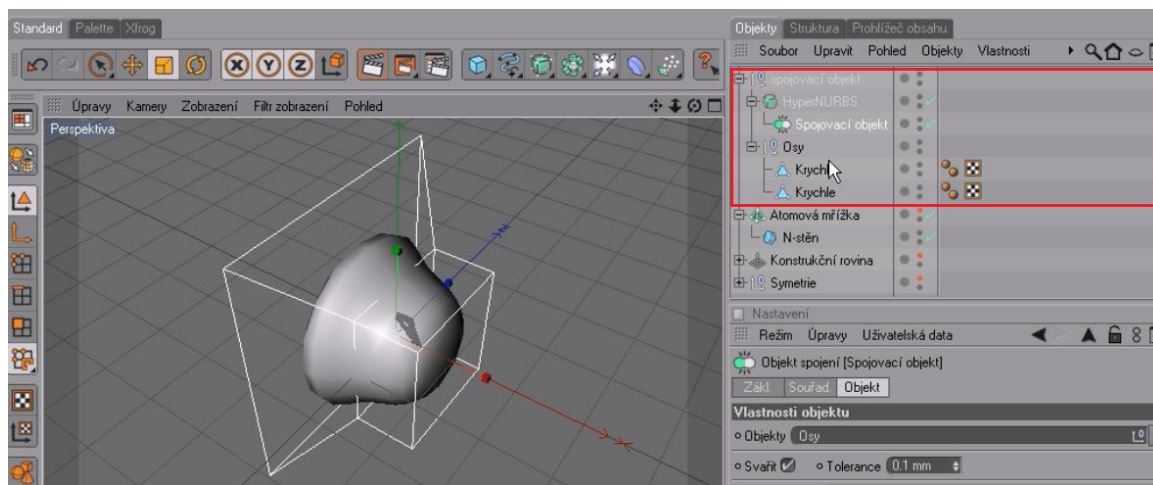 Standard Palette Xfrog
Úpravy Kamery Zobrazení Filtr zobrazení Pohled
Perspektiva
Objekty Struktura Prohlížeč obsahu
Soubor Upravit Pohled Objekty Vlastnosti
spojovací objekt
HyperNURBS
Spojovací objekt
Osy
Krychle
Krychle
Atomová mřížka
N-stěn
Konstrukční rovina
Symetrie
Nastavení
Režim Úpravy Uživatelská data
Objekt spojení [Spojovací objekt]
Zákl. Souřad. Objekt
Vlastnosti objektu
Objekty Osy
Svařit Tolerance 0.1 mm
X Y Z
X
Z